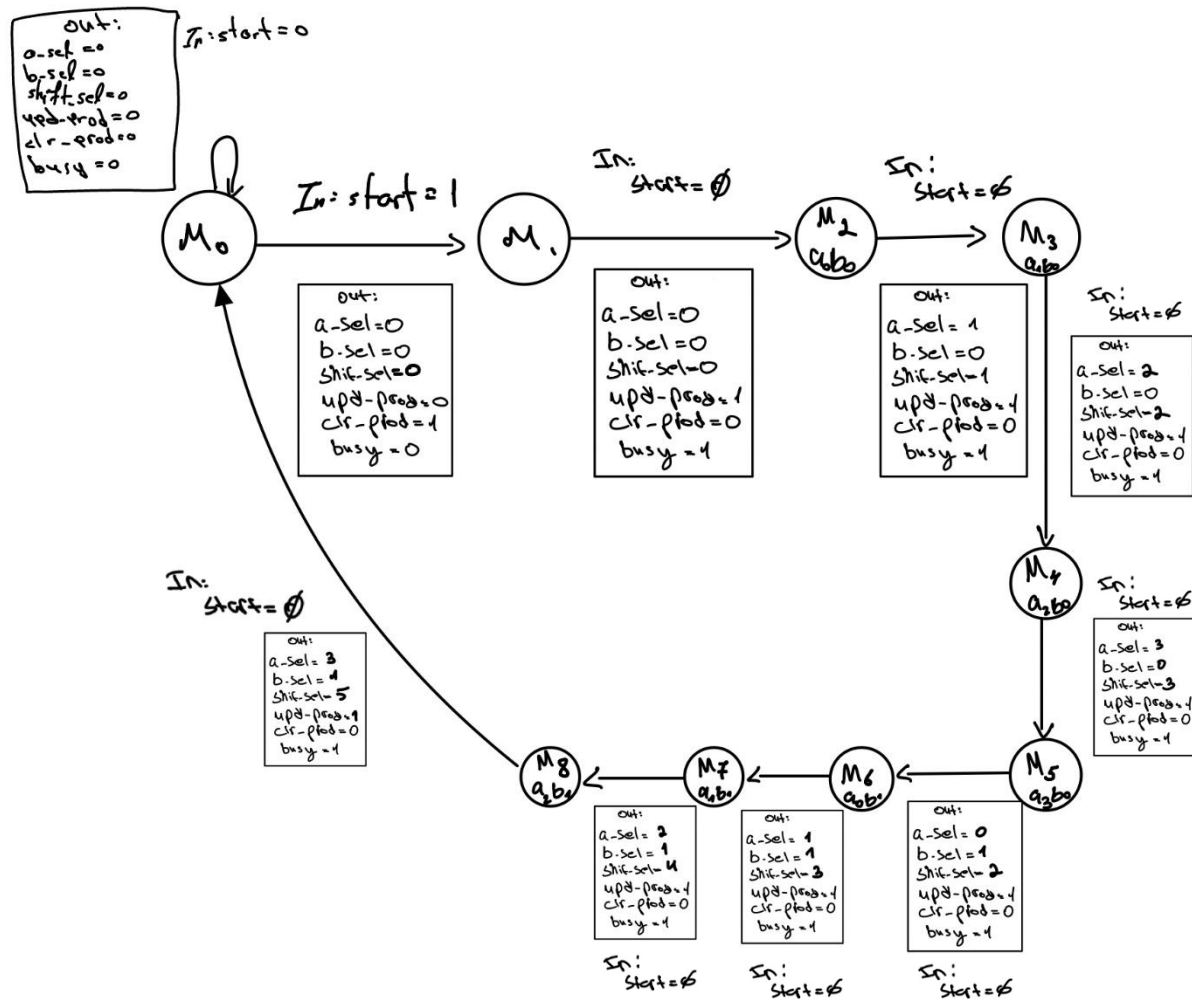 out:
a-sel=0
b-sel=0
shift-sel=0
upd-prod=0
clr-prod=0
busy=0
In:start=0
M0
In:start=1
out:
a-sel=0
b-sel=0
shif-sel=0
upd-prod=0
clr-prod=1
busy=0
M1
In:
start=ϕ
out:
a-sel=0
b-sel=0
shif-sel=0
upd-prod=1
clr-prod=0
busy=1
M2
a0b0
In:
start=ϕ
out:
a-sel=1
b-sel=0
shif-sel=1
upd-prod=1
clr-prod=0
busy=1
M3
a1b0
In:
start=ϕ
out:
a-sel=2
b-sel=0
shif-sel=2
upd-prod=1
clr-prod=0
busy=1
M4
a2b0
In:
start=ϕ
out:
a-sel=3
b-sel=0
shif-sel=3
upd-prod=1
clr-prod=0
busy=1
M5
a3b0
out:
a-sel=0
b-sel=1
shif-sel=2
upd-prod=1
clr-prod=0
busy=1
In:
start=ϕ
M6
a0b1
out:
a-sel=1
b-sel=1
shif-sel=3
upd-prod=1
clr-prod=0
busy=1
In:
start=ϕ
M7
a1b1
out:
a-sel=2
b-sel=1
shif-sel=4
upd-prod=1
clr-prod=0
busy=1
In:
start=ϕ
M8
a2b1
In:
start=ϕ
out:
a-sel=3
b-sel=1
shif-sel=5
upd-prod=1
clr-prod=0
busy=1